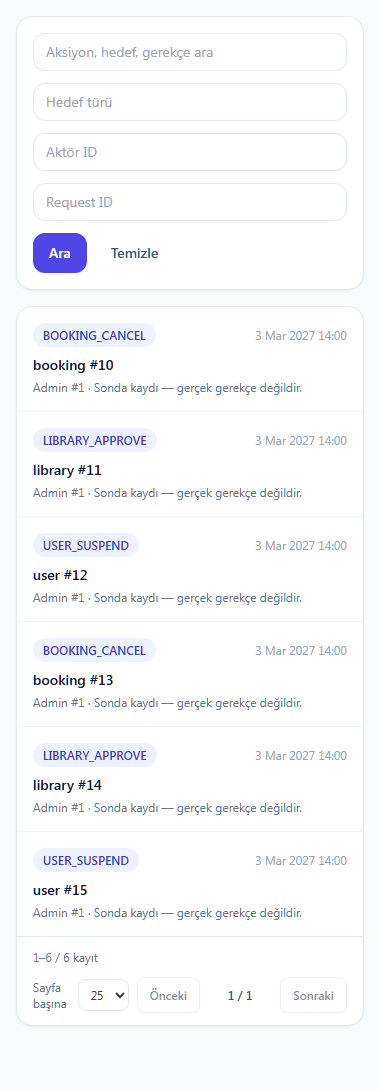 Aksiyon, hedef, gerekçe ara
Hedef türü
Aktör ID
Request ID
Ara Temizle
BOOKING_CANCEL 3 Mar 2027 14:00
booking #10
Admin #1 · Sonda kaydı — gerçek gerekçe değildir.
LIBRARY_APPROVE 3 Mar 2027 14:00
library #11
Admin #1 · Sonda kaydı — gerçek gerekçe değildir.
USER_SUSPEND 3 Mar 2027 14:00
user #12
Admin #1 · Sonda kaydı — gerçek gerekçe değildir.
BOOKING_CANCEL 3 Mar 2027 14:00
booking #13
Admin #1 · Sonda kaydı — gerçek gerekçe değildir.
LIBRARY_APPROVE 3 Mar 2027 14:00
library #14
Admin #1 · Sonda kaydı — gerçek gerekçe değildir.
USER_SUSPEND 3 Mar 2027 14:00
user #15
Admin #1 · Sonda kaydı — gerçek gerekçe değildir.
1–6 / 6 kayıt
Sayfa
başına
25 Önceki 1 / 1 Sonraki